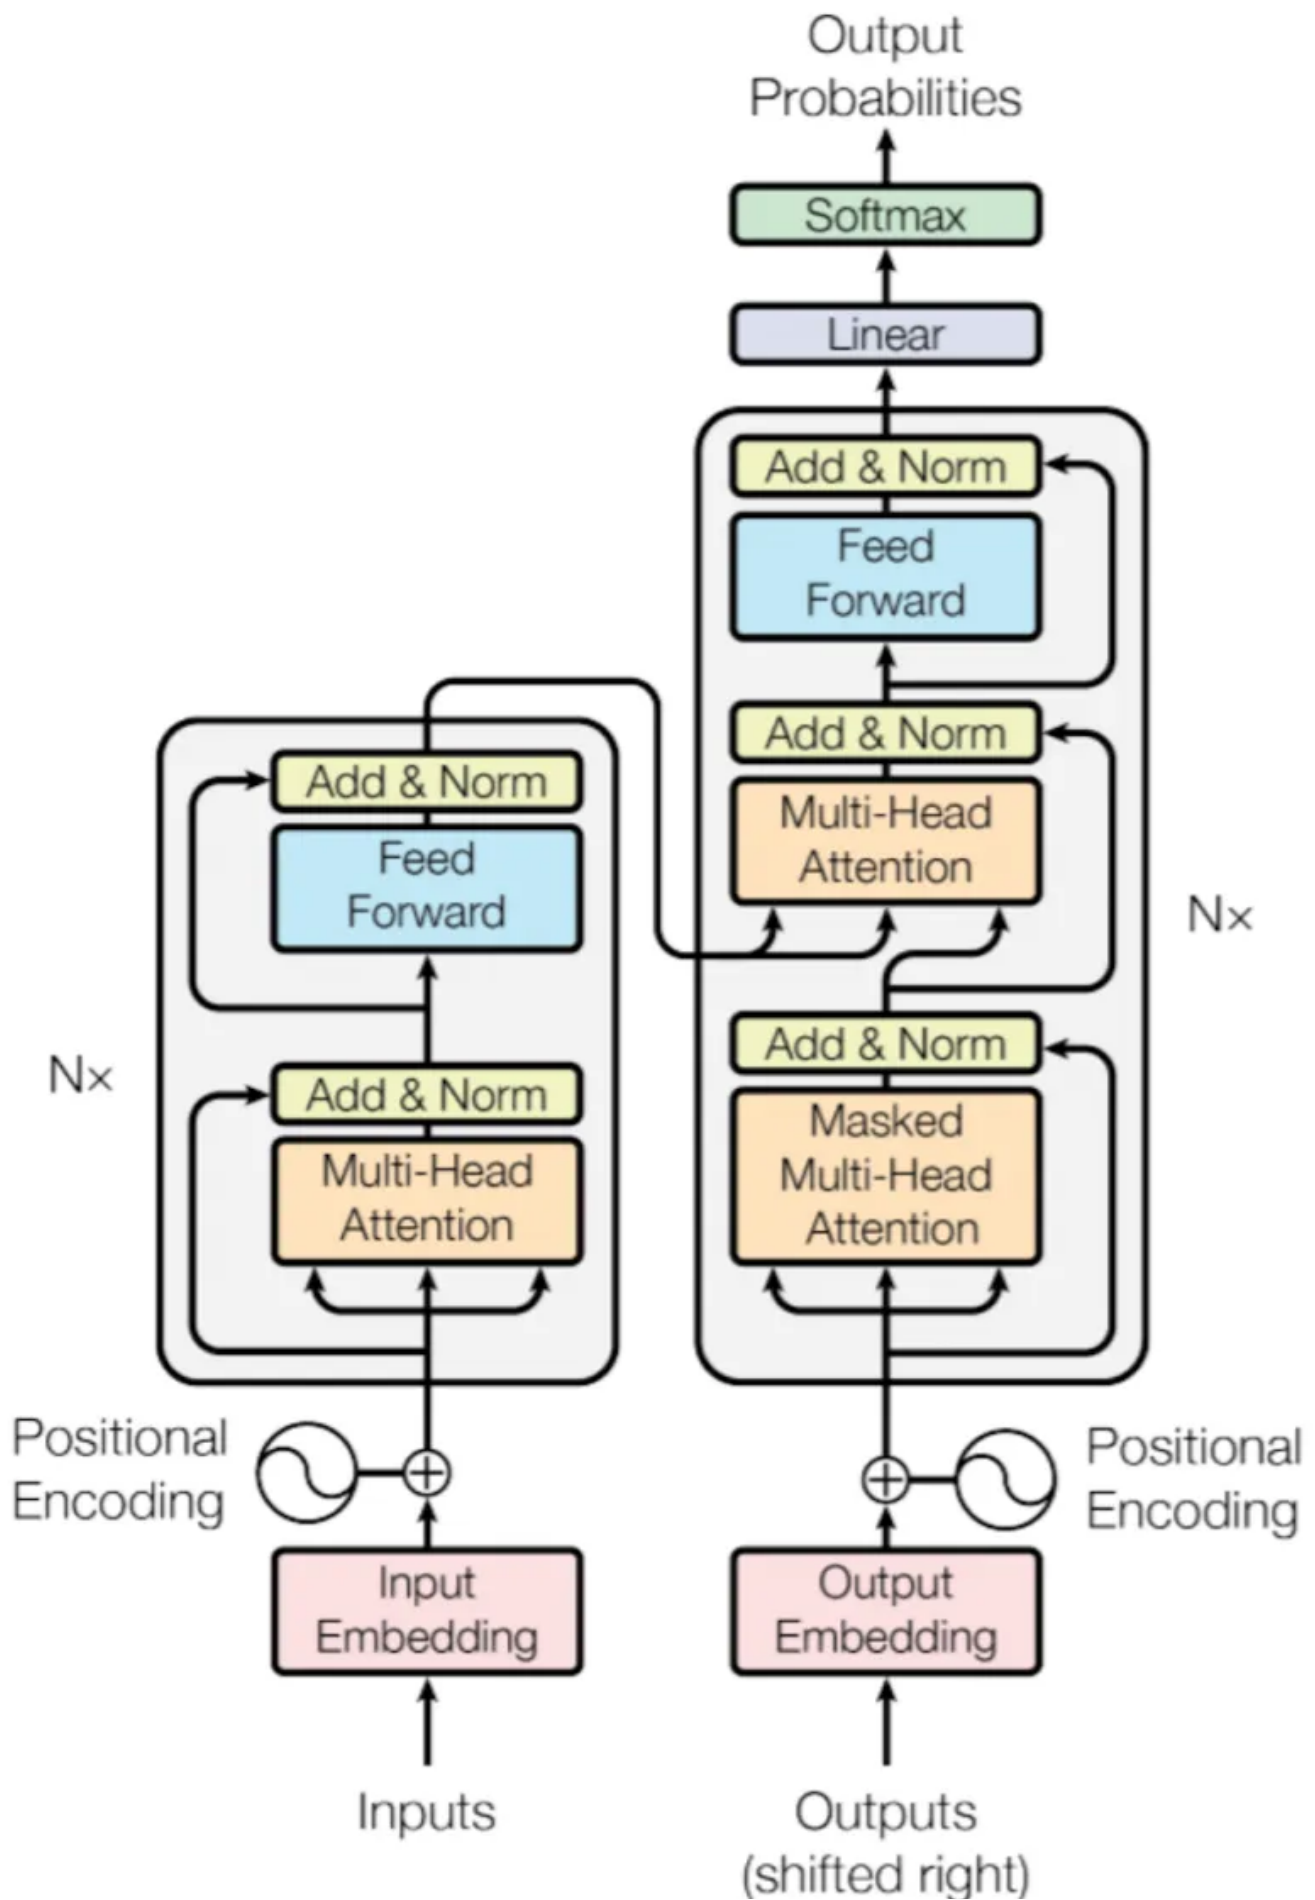 Output
Probabilities
Softmax
Linear
Add & Norm
Feed
Forward
Add & Norm
Multi-Head
Attention
Add & Norm
Masked
Multi-Head
Attention
Nx
Add & Norm
Feed
Forward
Add & Norm
Multi-Head
Attention
Nx
Positional
Encoding
Positional
Encoding
Input
Embedding
Output
Embedding
Inputs
Outputs
(shifted right)